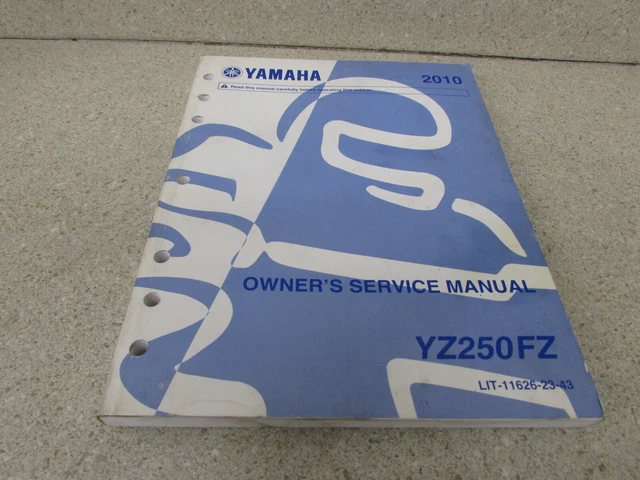 YAMAHA 2010
Read this manual carefully before operating this vehicle.
OWNER'S SERVICE MANUAL
YZ250FZ
LIT-11626-23-43